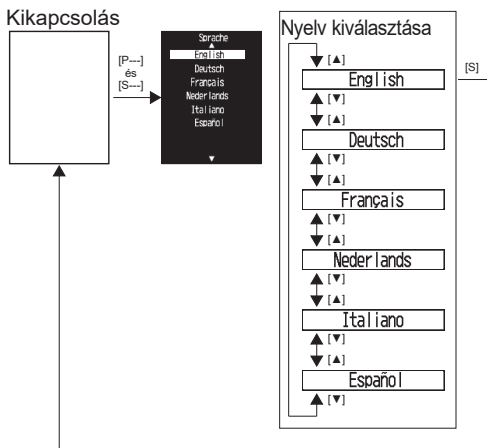 Kikapcsolás
[P---]
és
[S---]
Sprache
▲
English
Deutsch
Français
Nederlands
Italiano
Español
▼
Nyelv kiválasztása
[▲]
English
[S]
[▼]
[▲]
Deutsch
[▼]
[▲]
Français
[▼]
[▲]
Nederlands
[▼]
[▲]
Italiano
[▼]
[▲]
Español
[▼]